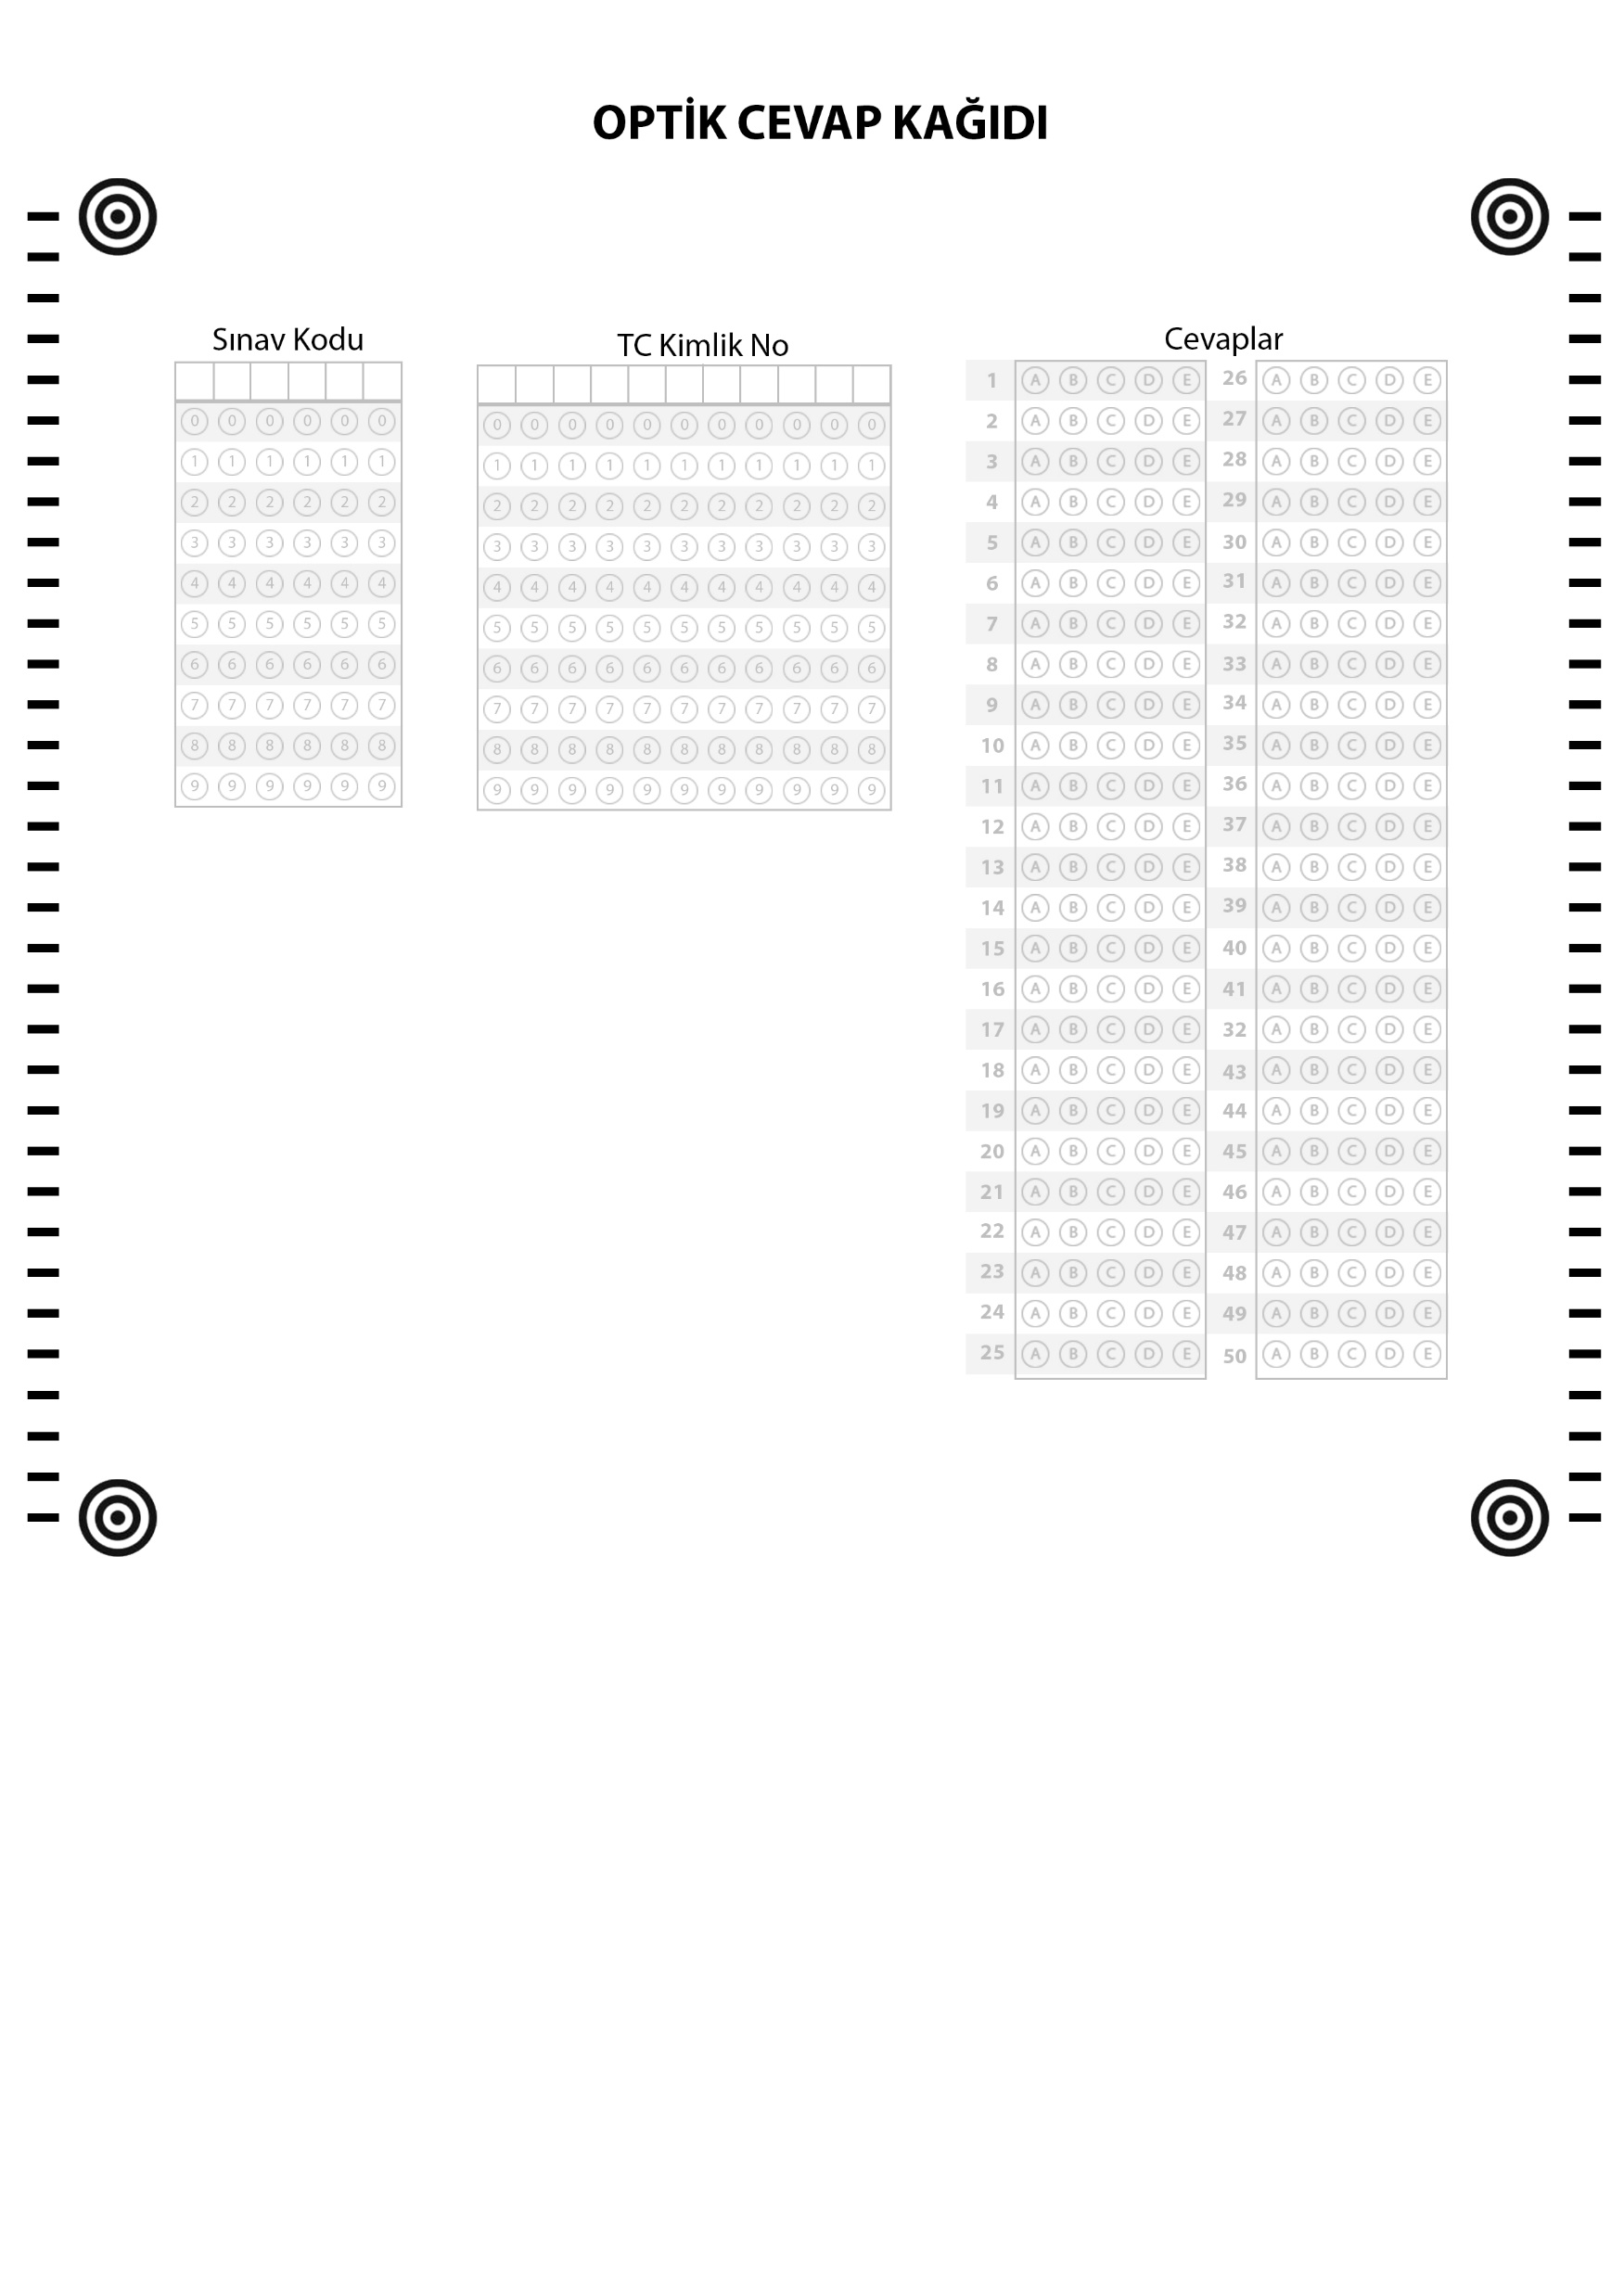 OPTİK CEVAP KAĞIDI
Sınav Kodu
0 0 0 0 0 0
1 1 1 1 1 1
2 2 2 2 2 2
3 3 3 3 3 3
4 4 4 4 4 4
5 5 5 5 5 5
6 6 6 6 6 6
7 7 7 7 7 7
8 8 8 8 8 8
9 9 9 9 9 9
TC Kimlik No
0 0 0 0 0 0 0 0 0 0 0
1 1 1 1 1 1 1 1 1 1 1
2 2 2 2 2 2 2 2 2 2 2
3 3 3 3 3 3 3 3 3 3 3
4 4 4 4 4 4 4 4 4 4 4
5 5 5 5 5 5 5 5 5 5 5
6 6 6 6 6 6 6 6 6 6 6
7 7 7 7 7 7 7 7 7 7 7
8 8 8 8 8 8 8 8 8 8 8
9 9 9 9 9 9 9 9 9 9 9
Cevaplar
1 A B C D E 26 A B C D E
2 A B C D E 27 A B C D E
3 A B C D E 28 A B C D E
4 A B C D E 29 A B C D E
5 A B C D E 30 A B C D E
6 A B C D E 31 A B C D E
7 A B C D E 32 A B C D E
8 A B C D E 33 A B C D E
9 A B C D E 34 A B C D E
10 A B C D E 35 A B C D E
11 A B C D E 36 A B C D E
12 A B C D E 37 A B C D E
13 A B C D E 38 A B C D E
14 A B C D E 39 A B C D E
15 A B C D E 40 A B C D E
16 A B C D E 41 A B C D E
17 A B C D E 32 A B C D E
18 A B C D E 43 A B C D E
19 A B C D E 44 A B C D E
20 A B C D E 45 A B C D E
21 A B C D E 46 A B C D E
22 A B C D E 47 A B C D E
23 A B C D E 48 A B C D E
24 A B C D E 49 A B C D E
25 A B C D E 50 A B C D E